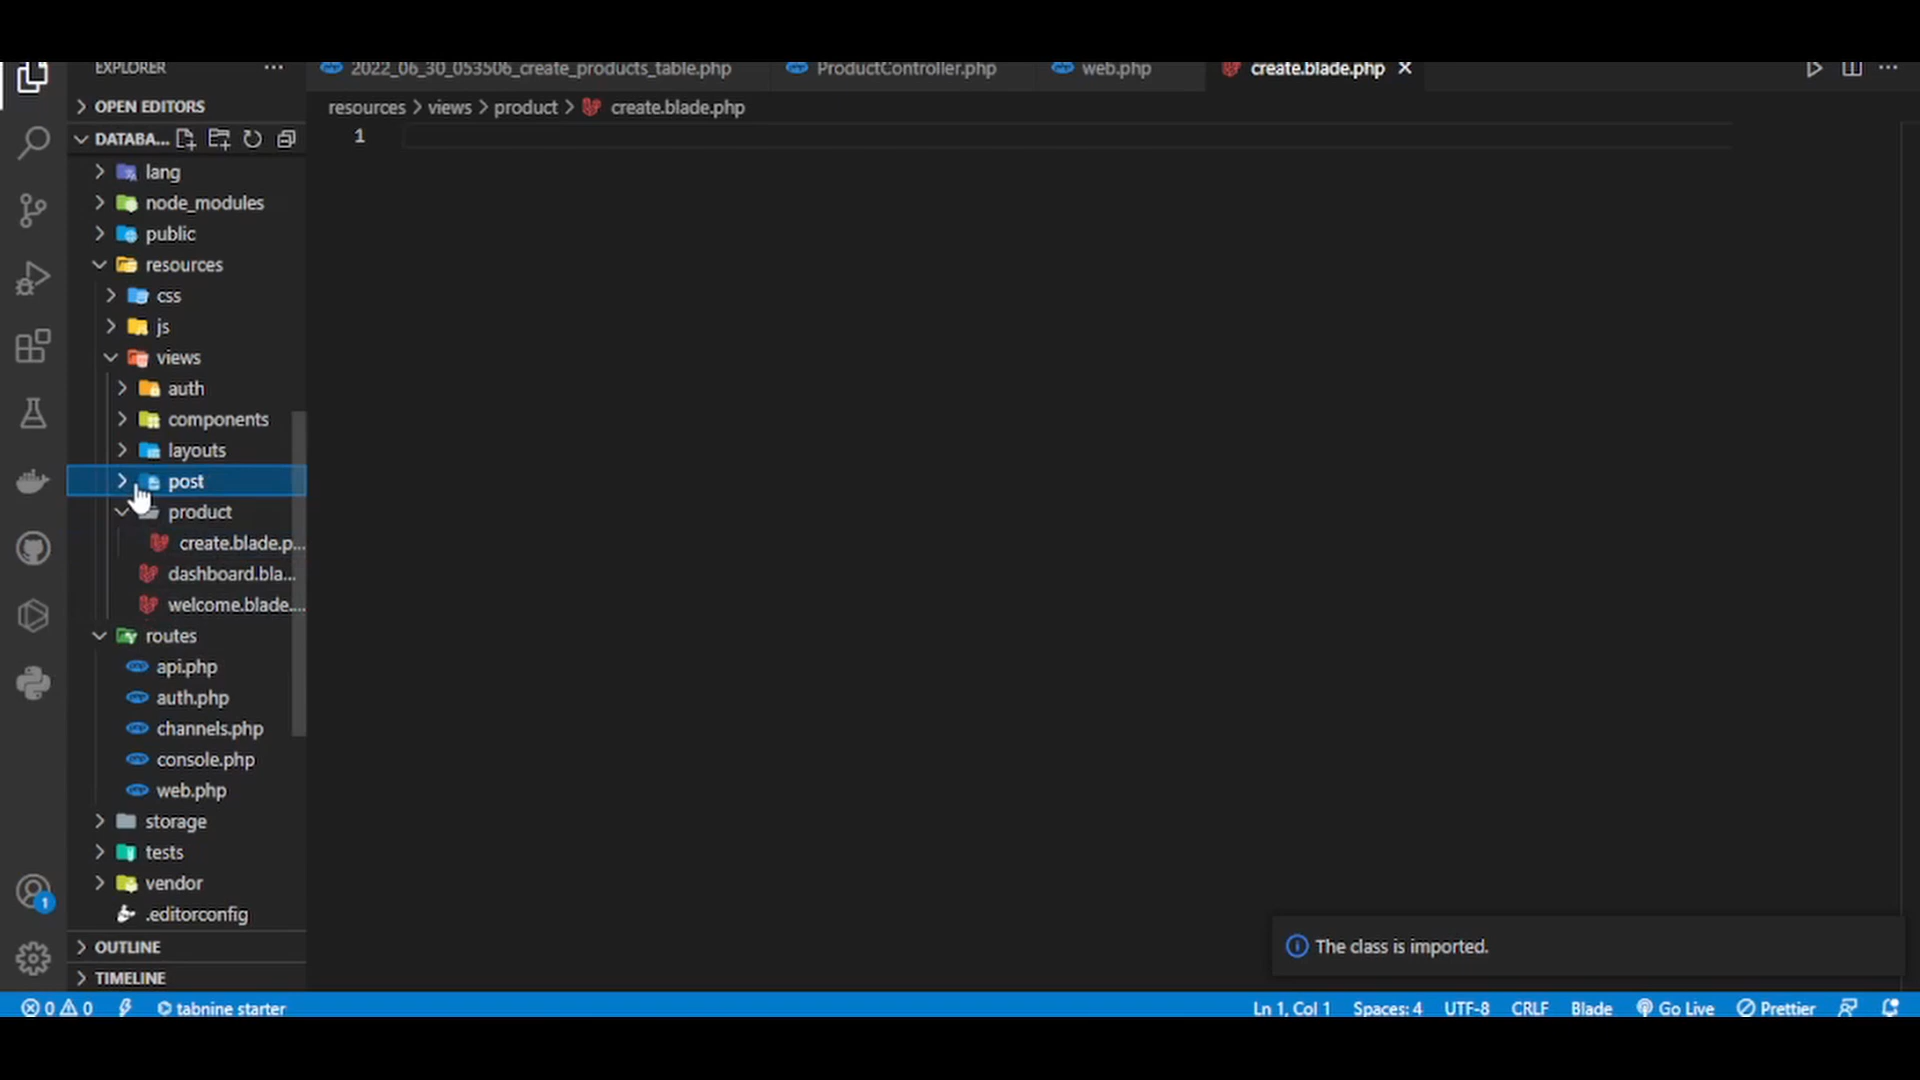 EXPLORER
2022_06_30_053506_create_products_table.php
ProductController.php
web.php
create.blade.php
OPEN EDITORS
resources > views > product > create.blade.php
DATABA...
1
lang
node_modules
public
resources
css
js
views
auth
components
layouts
post
product
create.blade.p...
dashboard.bla...
welcome.blade....
routes
api.php
auth.php
channels.php
console.php
web.php
storage
tests
vendor
.editorconfig
OUTLINE
TIMELINE
1
The class is imported.
0 0 tabnine starter
Ln 1, Col 1 Spaces: 4 UTF-8 CRLF Blade Go Live Prettier